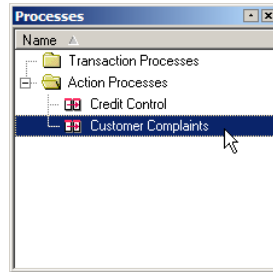 Processes
Name
Transaction Processes
Action Processes
Credit Control
Customer Complaints